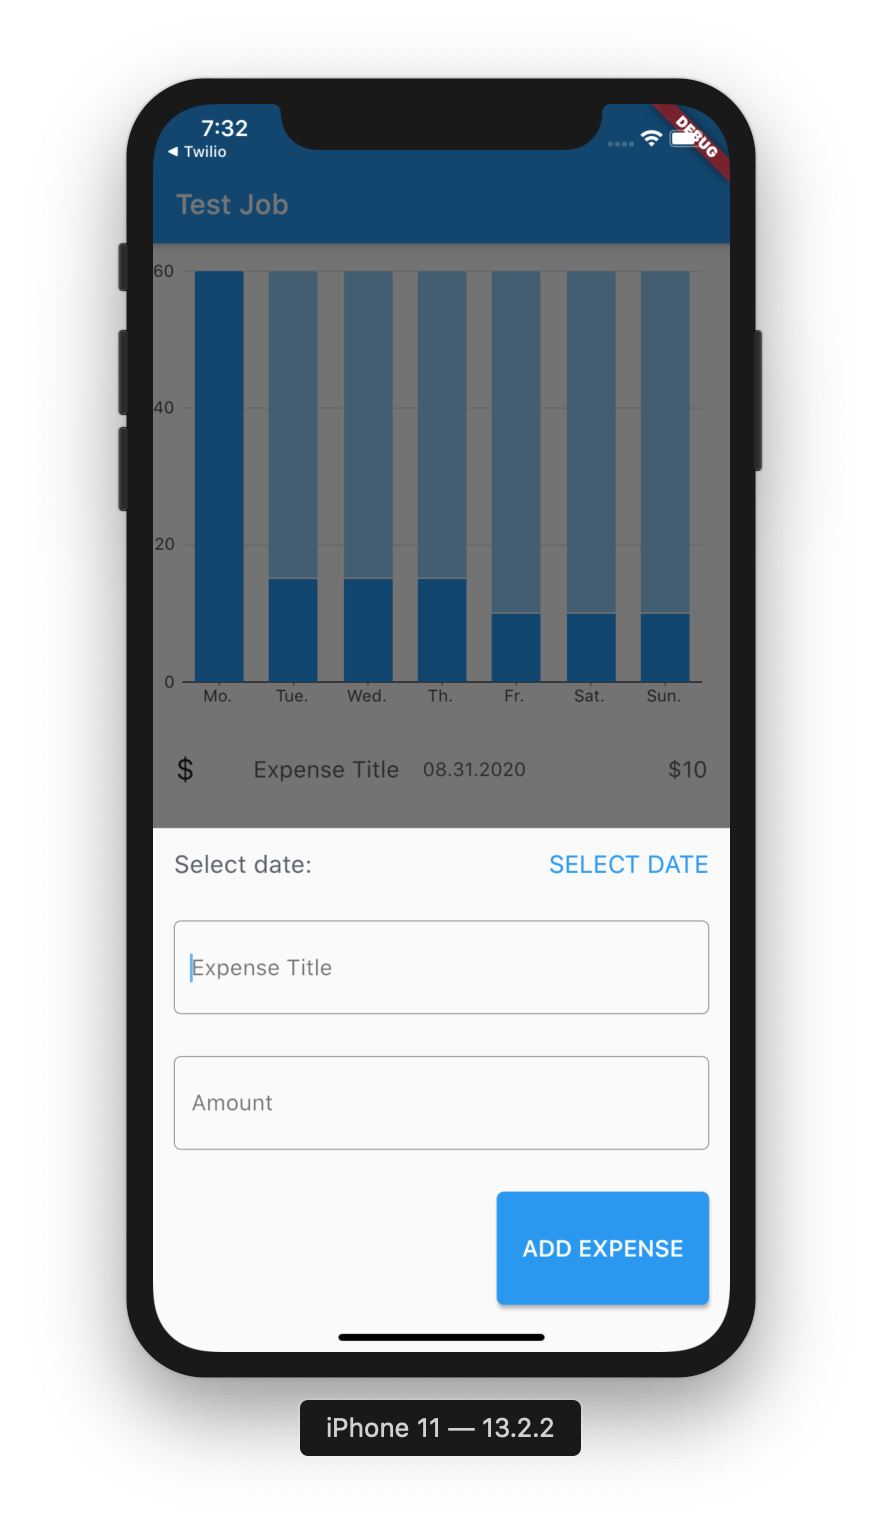 7:32
◀ Twilio
DEBUG
Test Job
60
40
20
0
Mo. Tue. Wed. Th. Fr. Sat. Sun.
$ Expense Title 08.31.2020 $10
Select date: SELECT DATE
Expense Title
Amount
ADD EXPENSE
iPhone 11 — 13.2.2